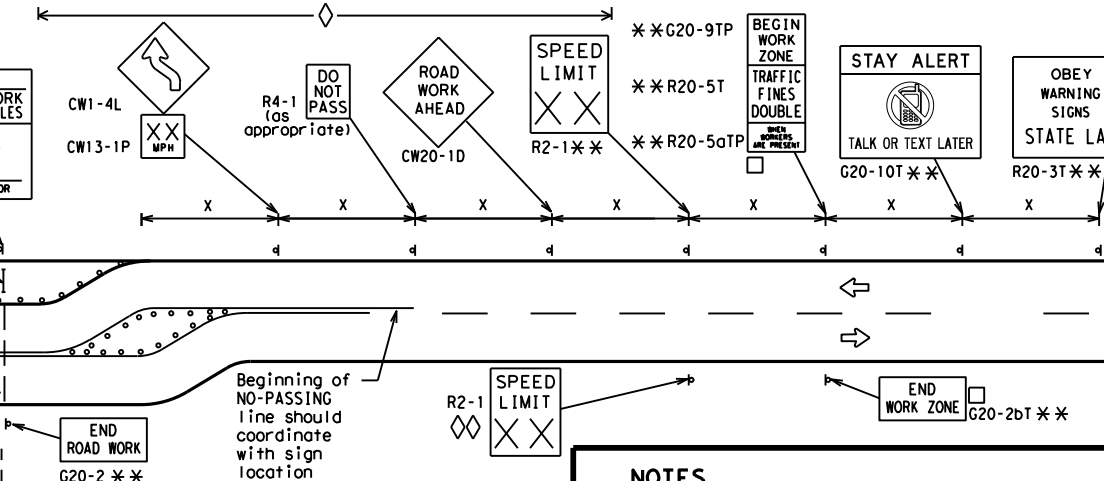 ORK
LES
OR
CW1-4L
CW13-1P
XX
MPH
R4-1
(as
appropriate)
DO
NOT
PASS
ROAD
WORK
AHEAD
CW20-1D
SPEED
LIMIT
X X
R2-1**
**G20-9TP
**R20-5T
**R20-5aTP
BEGIN
WORK
ZONE
TRAFFIC
FINES
DOUBLE
WHEN
WORKERS
ARE PRESENT
STAY ALERT
TALK OR TEXT LATER
G20-10T**
OBEY
WARNING
SIGNS
STATE LA
R20-3T**
X X X X X X X
Beginning of
NO-PASSING
line should
coordinate
with sign
location
END
ROAD WORK
G20-2 **
R2-1
SPEED
LIMIT
X X
END
WORK ZONE
G20-2bT **
NOTES